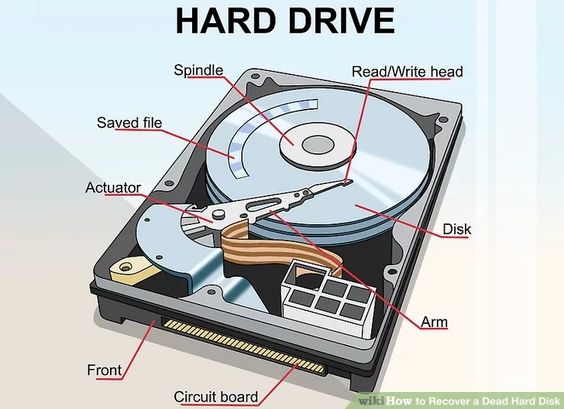 HARD DRIVE
Spindle
Read/Write head
Saved file
Actuator
Disk
Arm
Front
Circuit board
wikiHow to Recover a Dead Hard Disk